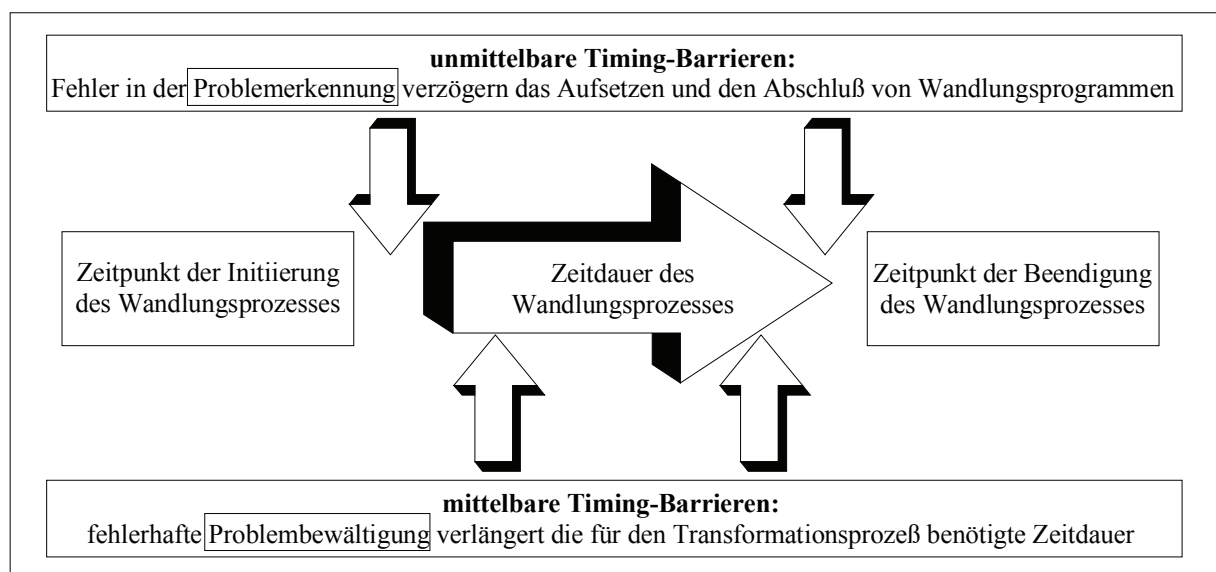 unmittelbare Timing-Barrieren:
Fehler in der Problemerkennung verzögern das Aufsetzen und den Abschluß von Wandlungsprogrammen
Zeitpunkt der Initiierung
des Wandlungsprozesses
Zeitdauer des
Wandlungsprozesses
Zeitpunkt der Beendigung
des Wandlungsprozesses
mittelbare Timing-Barrieren:
fehlerhafte Problembewältigung verlängert die für den Transformationsprozeß benötigte Zeitdauer